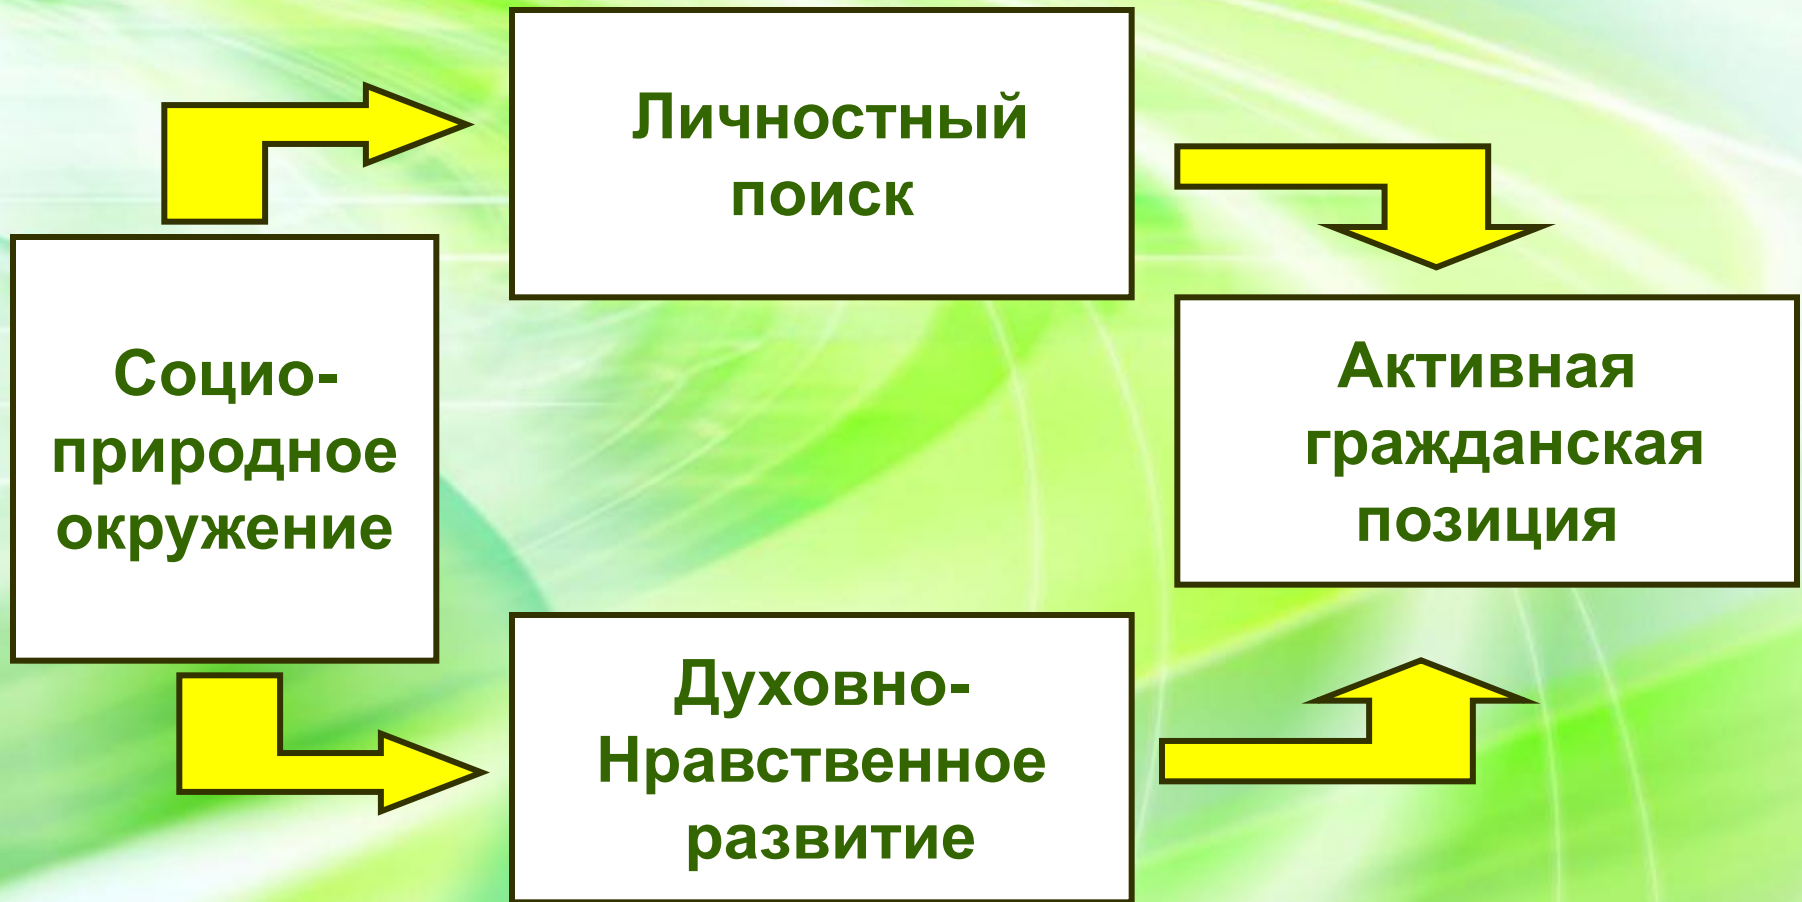 Личностный
поиск
Социо-
природное
окружение
Активная
гражданская
позиция
Духовно-
Нравственное
развитие